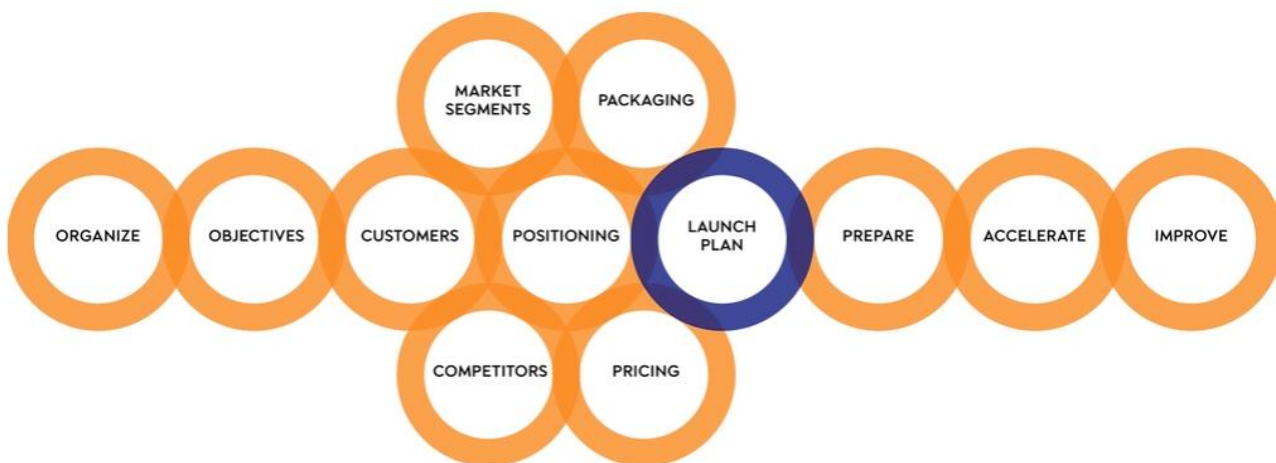 MARKET
SEGMENTS
PACKAGING
ORGANIZE
OBJECTIVES
CUSTOMERS
POSITIONING
LAUNCH
PLAN
PREPARE
ACCELERATE
IMPROVE
COMPETITORS
PRICING